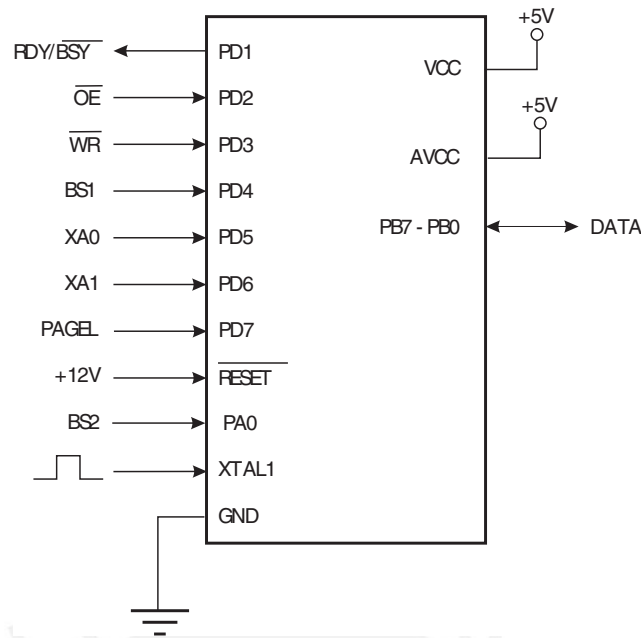 RDY/BSY PD1
OE PD2
WR PD3
BS1 PD4
XA0 PD5
XA1 PD6
PAGEL PD7
+12V RESET
BS2 PA0
XTAL1
GND
+5V
VCC
+5V
AVCC
PB7 - PB0 DATA